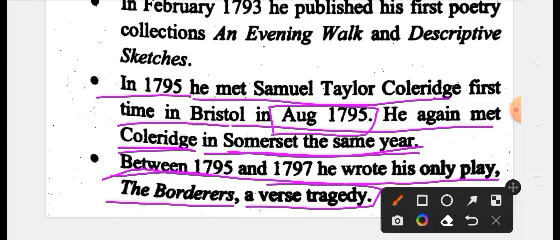 In February 1793 he published his first poetry
collections An Evening Walk and Descriptive
Sketches.
In 1795 he met Samuel Taylor Coleridge first
time in Bristol in Aug 1795. He again met
Coleridge in Somerset the same year.
Between 1795 and 1797 he wrote his only play,
The Borderers, a verse tragedy.